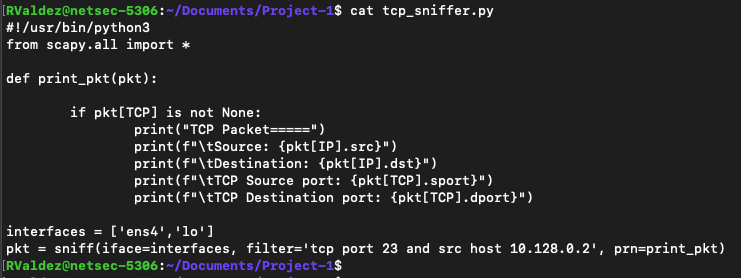 [RValdez@netsec-5306:~/Documents/Project-1$ cat tcp_sniffer.py
#!/usr/bin/python3
from scapy.all import *

def print_pkt(pkt):

        if pkt[TCP] is not None:
                print("TCP Packet=====")
                print(f"\tSource: {pkt[IP].src}")
                print(f"\tDestination: {pkt[IP].dst}")
                print(f"\tTCP Source port: {pkt[TCP].sport}")
                print(f"\tTCP Destination port: {pkt[TCP].dport}")

interfaces = ['ens4','lo']
pkt = sniff(iface=interfaces, filter='tcp port 23 and src host 10.128.0.2', prn=print_pkt)
[RValdez@netsec-5306:~/Documents/Project-1$